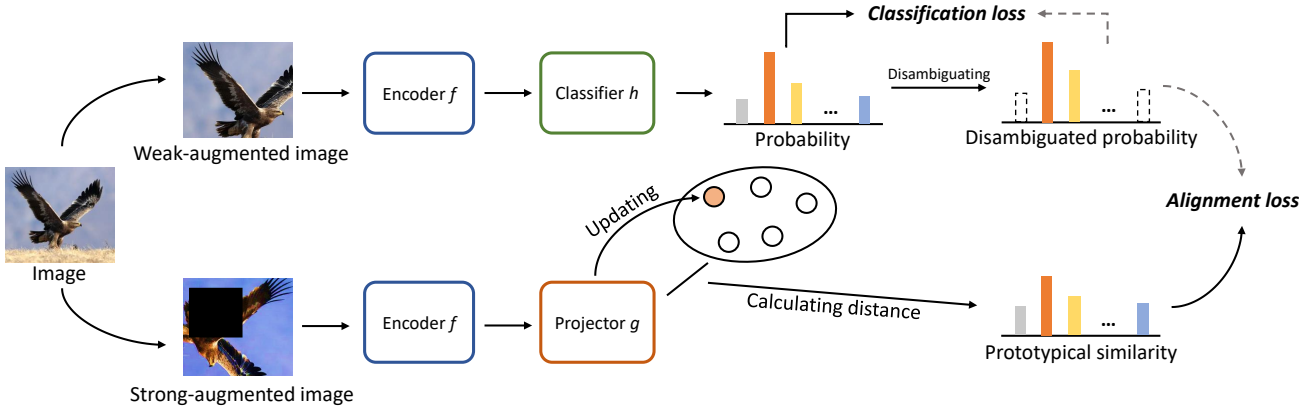 Classification loss
Weak-augmented image
Encoder f
Classifier h
Probability
...
Disambiguating
Disambiguated probability
...
Image
Updating
Alignment loss
Strong-augmented image
Encoder f
Projector g
Calculating distance
Prototypical similarity
...